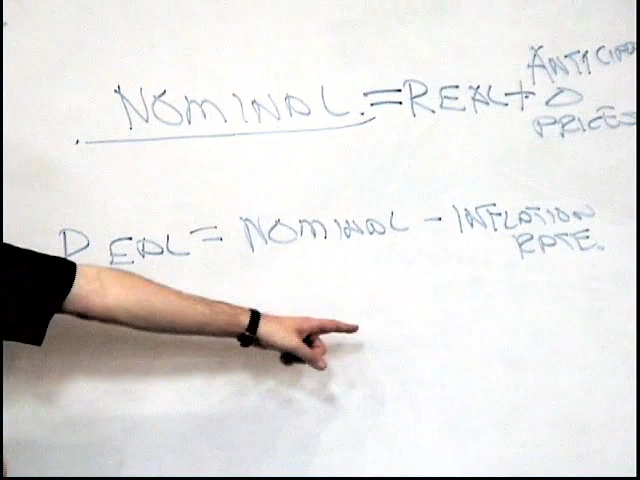 NOMINAL = REAL + ANTICIPA
Δ
PRICES
REAL = NOMINAL - INFLATION
RATE.